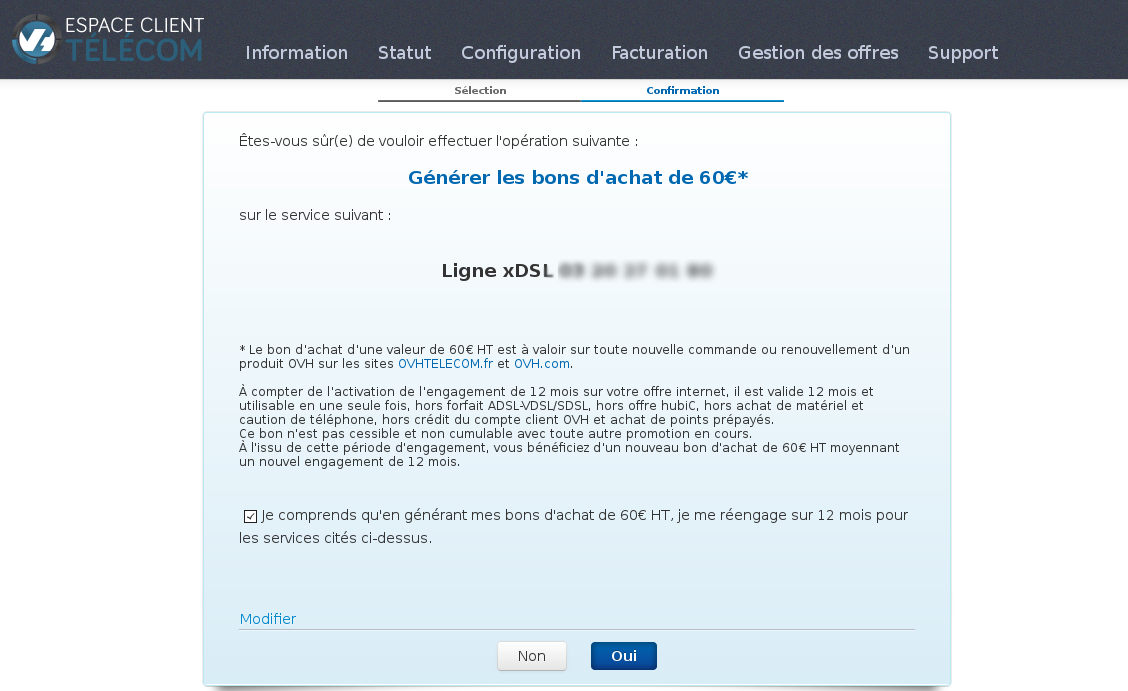 ESPACE CLIENT
TÉLÉCOM
Information Statut Configuration Facturation Gestion des offres Support
Sélection Confirmation
Êtes-vous sûr(e) de vouloir effectuer l'opération suivante :
Générer les bons d'achat de 60€*
sur le service suivant :
Ligne xDSL
* Le bon d'achat d'une valeur de 60€ HT est à valoir sur toute nouvelle commande ou renouvellement d'un
produit OVH sur les sites OVHTELECOM.fr et OVH.com.
À compter de l'activation de l'engagement de 12 mois sur votre offre internet, il est valide 12 mois et
utilisable en une seule fois, hors forfait ADSL-VDSL/SDSL, hors offre hubiC, hors achat de matériel et
caution de téléphone, hors crédit du compte client OVH et achat de points prépayés.
Ce bon n'est pas cessible et non cumulable avec toute autre promotion en cours.
À l'issu de cette période d'engagement, vous bénéficiez d'un nouveau bon d'achat de 60€ HT moyennant
un nouvel engagement de 12 mois.
Je comprends qu'en générant mes bons d'achat de 60€ HT, je me réengage sur 12 mois pour
les services cités ci-dessus.
Modifier
Non Oui